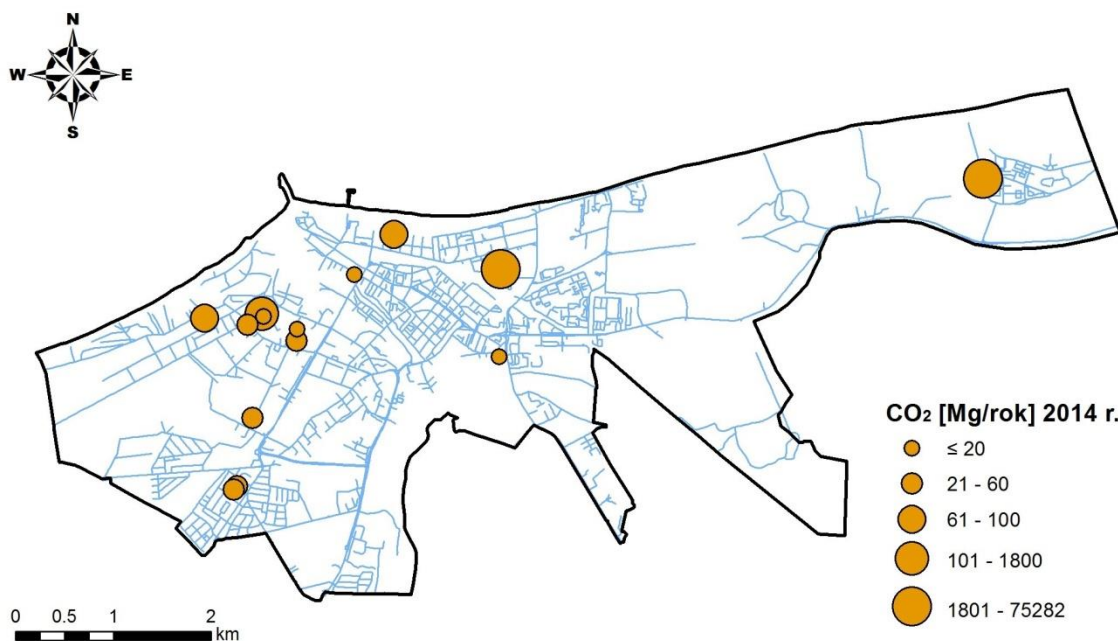 N
W E
S
CO₂ [Mg/rok] 2014 r.
≤ 20
21 - 60
61 - 100
101 - 1800
1801 - 75282
0 0.5 1 2
km